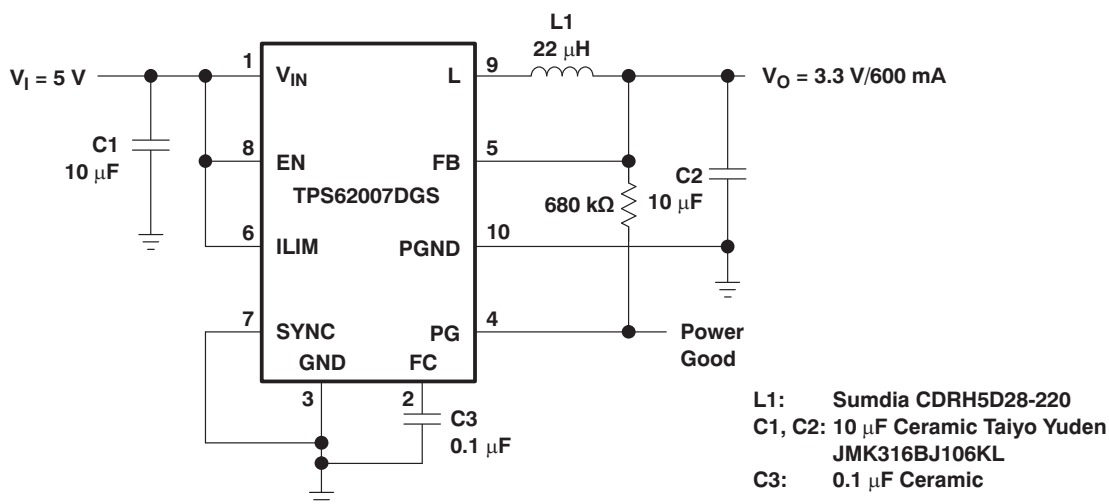 L1
22 μH
V_I = 5 V
1
V_IN
L
9
V_O = 3.3 V/600 mA
C1
10 μF
8
EN
FB
5
TPS62007DGS
680 kΩ
C2
10 μF
6
ILIM
PGND
10
7
SYNC
PG
4
Power
Good
GND
FC
3
2
C3
0.1 μF
L1: Sumdia CDRH5D28-220
C1, C2: 10 μF Ceramic Taiyo Yuden
JMK316BJ106KL
C3: 0.1 μF Ceramic